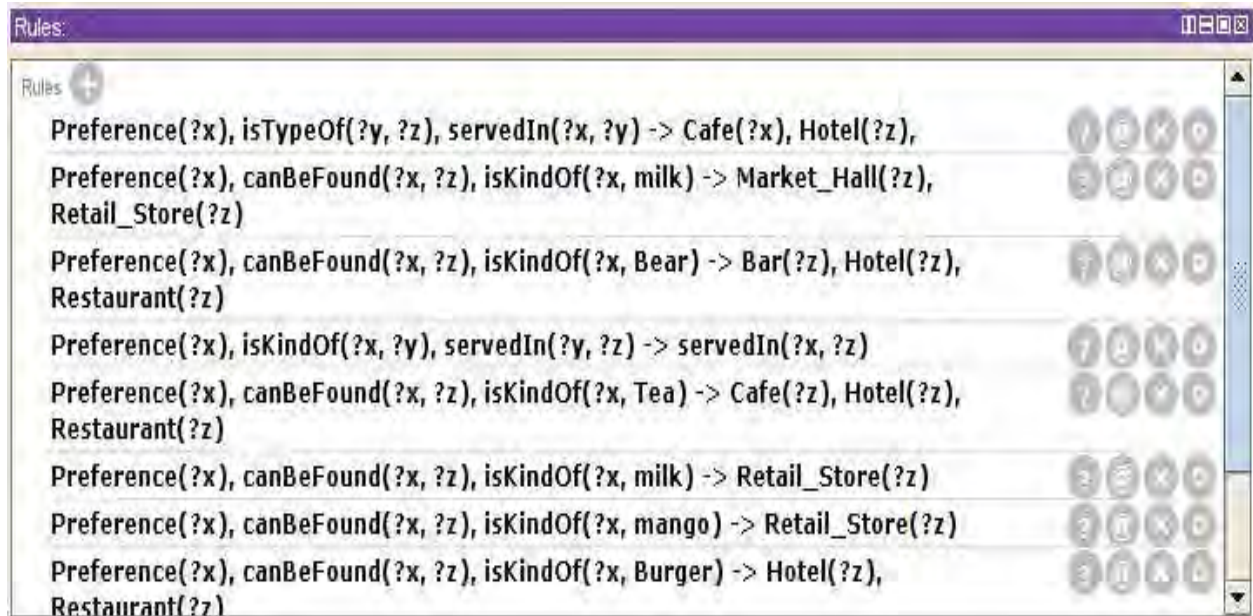 Rules:
Rules
Preference(?x), isTypeOf(?y, ?z), servedIn(?x, ?y) -> Cafe(?x), Hotel(?z),
Preference(?x), canBeFound(?x, ?z), isKindOf(?x, milk) -> Market_Hall(?z),
Retail_Store(?z)
Preference(?x), canBeFound(?x, ?z), isKindOf(?x, Bear) -> Bar(?z), Hotel(?z),
Restaurant(?z)
Preference(?x), isKindOf(?x, ?y), servedIn(?y, ?z) -> servedIn(?x, ?z)
Preference(?x), canBeFound(?x, ?z), isKindOf(?x, Tea) -> Cafe(?z), Hotel(?z),
Restaurant(?z)
Preference(?x), canBeFound(?x, ?z), isKindOf(?x, milk) -> Retail_Store(?z)
Preference(?x), canBeFound(?x, ?z), isKindOf(?x, mango) -> Retail_Store(?z)
Preference(?x), canBeFound(?x, ?z), isKindOf(?x, Burger) -> Hotel(?z),
Restaurant(?z)